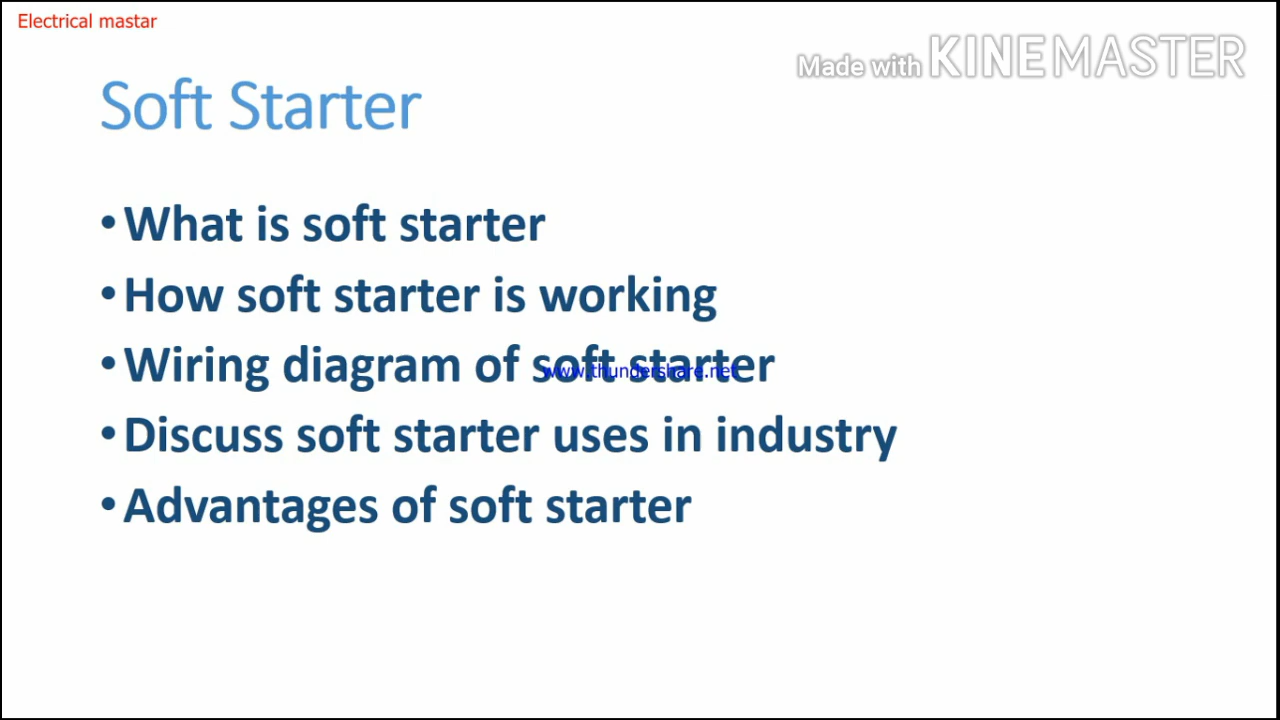 Electrical mastar
Made with KINEMASTER
Soft Starter
•What is soft starter
•How soft starter is working
•Wiring diagram of soft starter
www.thundershare.net
•Discuss soft starter uses in industry
•Advantages of soft starter